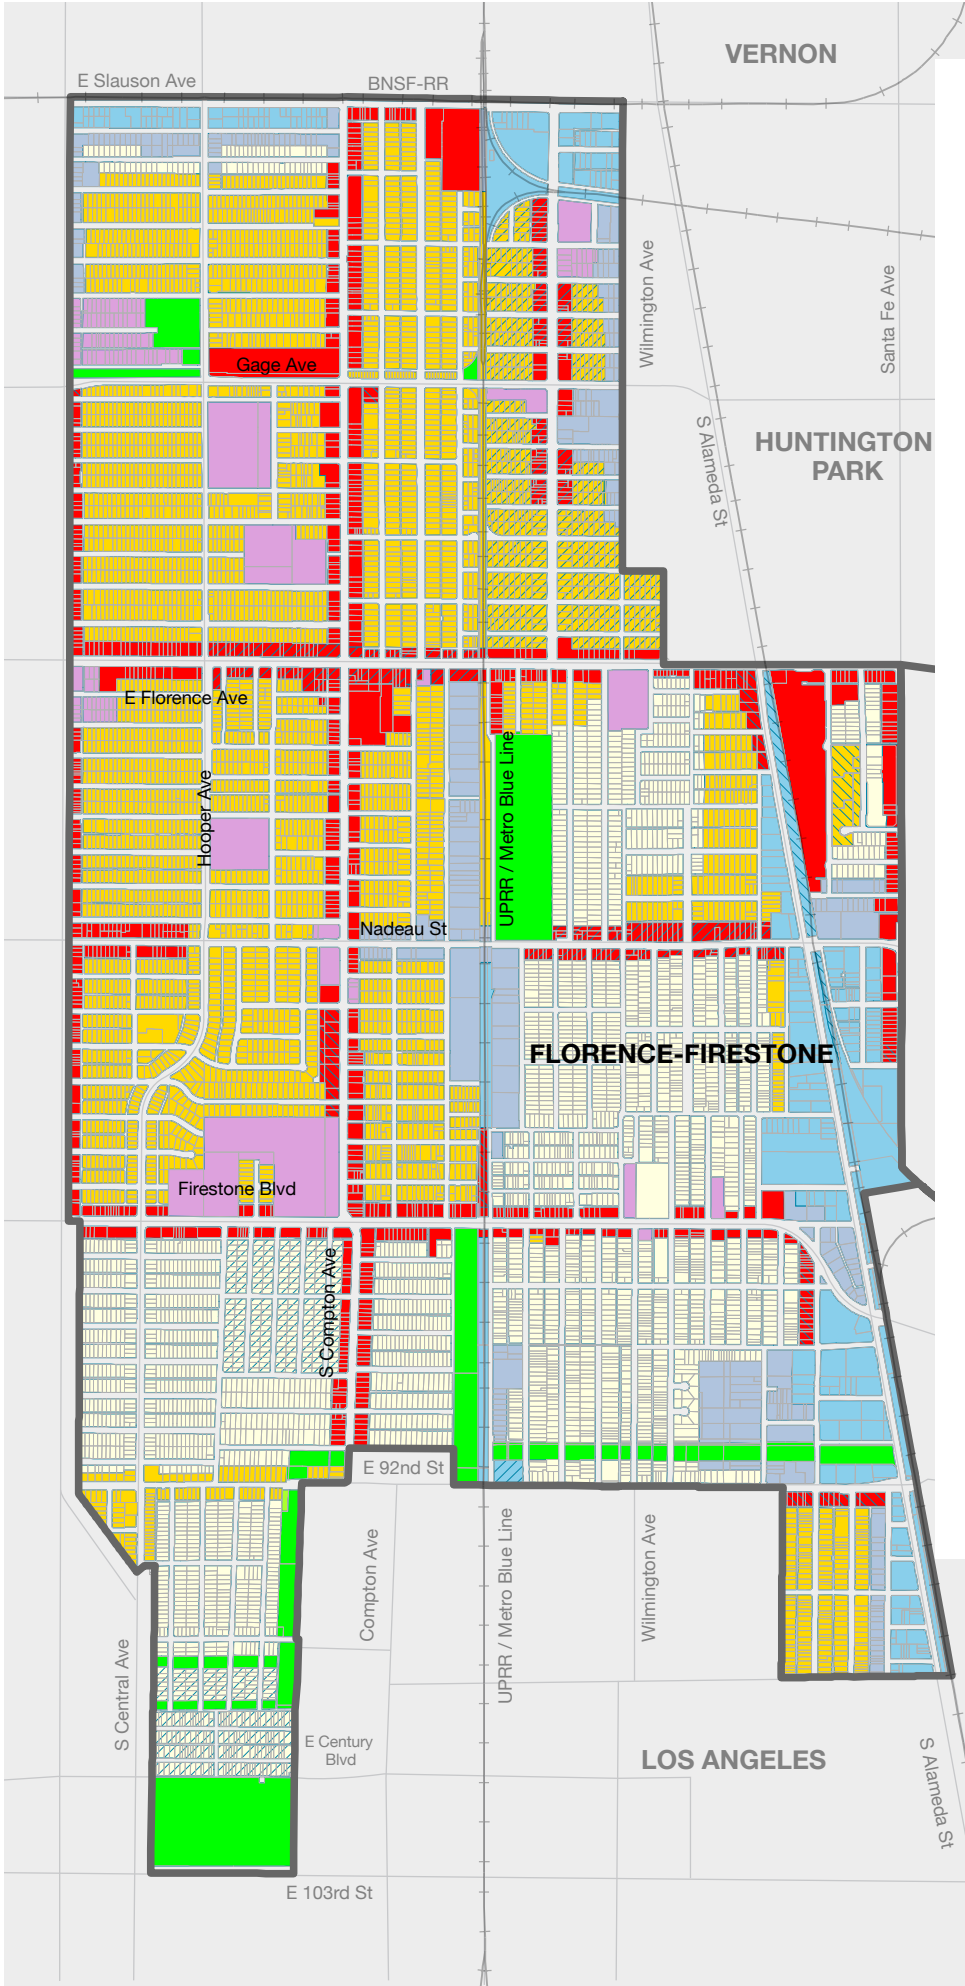 VERNON
E Slauson Ave
BNSF-RR
Wilmington Ave
Santa Fe Ave
Gage Ave
S Alameda St
HUNTINGTON
PARK
E Florence Ave
UPRR / Metro Blue Line
Hooper Ave
Nadeau St
FLORENCE-FIRESTONE
Firestone Blvd
S Compton Ave
E 92nd St
Compton Ave
UPRR / Metro Blue Line
Wilmington Ave
S Central Ave
E Century
Blvd
LOS ANGELES
S Alameda St
E 103rd St